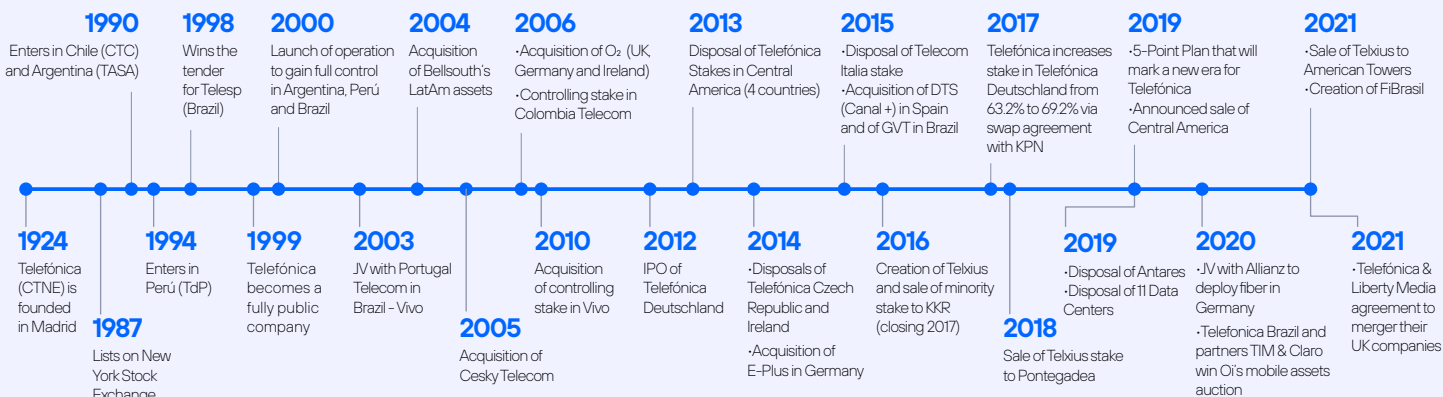 1990
Enters in Chile (CTC)
and Argentina (TASA)
1998
Wins the
tender
for Telesp
(Brazil)
2000
Launch of operation
to gain full control
in Argentina, Perú
and Brazil
2004
Acquisition
of Bellsouth's
LatAm assets
2006
•Acquisition of O₂ (UK,
Germany and Ireland)
•Controlling stake in
Colombia Telecom
2013
Disposal of Telefónica
Stakes in Central
America (4 countries)
2015
•Disposal of Telecom
Italia stake
•Acquisition of DTS
(Canal +) in Spain
and of GVT in Brazil
2017
Telefónica increases
stake in Telefónica
Deutschland from
63.2% to 69.2% via
swap agreement
with KPN
2019
•5-Point Plan that will
mark a new era for
Telefónica
•Announced sale of
Central America
2021
•Sale of Telxius to
American Towers
•Creation of FiBrasil
1924
Telefónica
(CTNE) is
founded
in Madrid
1987
Lists on New
York Stock
Exchange
1994
Enters in
Perú (TdP)
1999
Telefónica
becomes a
fully public
company
2003
JV with Portugal
Telecom in
Brazil - Vivo
2005
Acquisition of
Cesky Telecom
2010
Acquisition
of controlling
stake in Vivo
2012
IPO of
Telefónica
Deutschland
2014
•Disposals of
Telefónica Czech
Republic and
Ireland
•Acquisition of
E-Plus in Germany
2016
Creation of Telxius
and sale of minority
stake to KKR
(closing 2017)
2018
Sale of Telxius stake
to Pontegadea
2019
•Disposal of Antares
•Disposal of 11 Data
Centers
2020
•JV with Allianz to
deploy fiber in
Germany
•Telefonica Brazil and
partners TIM & Claro
win Oi's mobile assets
auction
2021
•Telefónica &
Liberty Media
agreement to
merger their
UK companies